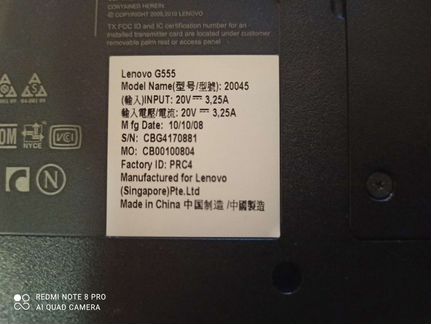 CONTAINED HEREIN
© COPYRIGHT 2009,2010 LENOVO
TX FCC ID and IC certification number for an
installed transmitter card are located under customer
removable palm rest or access panel
Lenovo G555
Model Name(型号/型號): 20045
(輸入)INPUT: 20V 3,25A
輸入電壓/電流: 20V 3,25A
Mfg Date: 10/10/08
S/N: CBG4170881
MO: CB00100804
Factory ID: PRC4
Manufactured for Lenovo
(Singapore)Pte.Ltd
Made in China 中国制造 /中國製造
NYCE
VCCI
N
REDMI NOTE 8 PRO
AI QUAD CAMERA